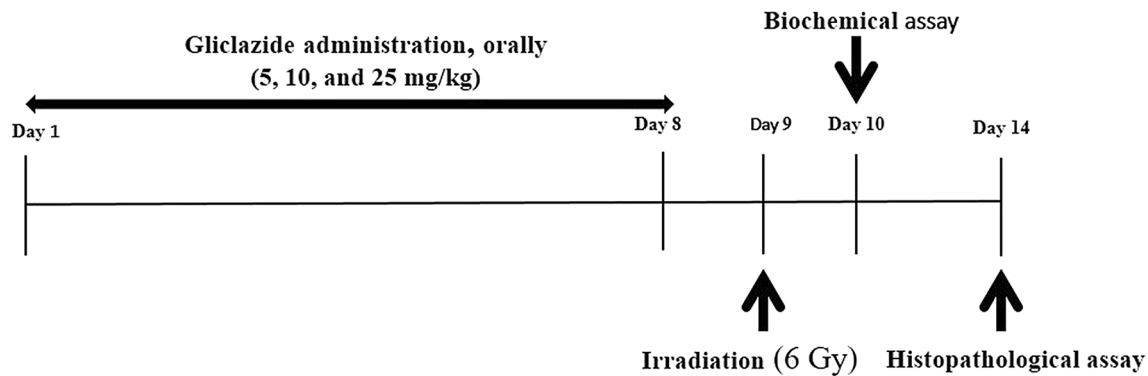 Biochemical assay
Gliclazide administration, orally
(5, 10, and 25 mg/kg)
Day 1
Day 8
Day 9
Day 10
Day 14
Irradiation (6 Gy)
Histopathological assay